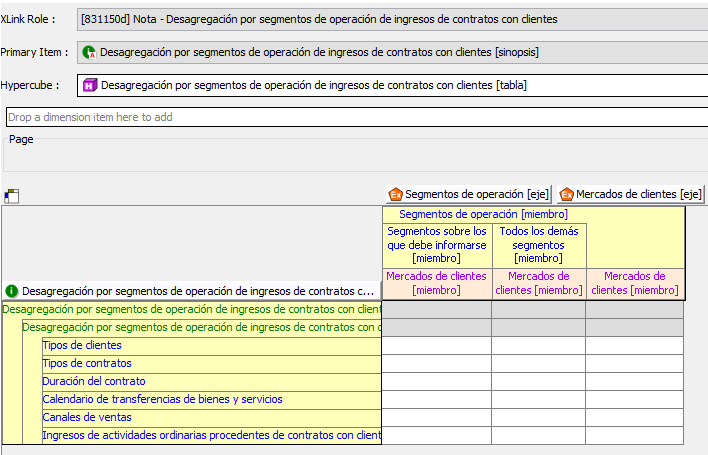 XLink Role :
[831150d] Nota - Desagregación por segmentos de operación de ingresos de contratos con clientes
Primary Item :
Desagregación por segmentos de operación de ingresos de contratos con clientes [sinopsis]
Hypercube :
Desagregación por segmentos de operación de ingresos de contratos con clientes [tabla]
Drop a dimension item here to add
Page
Segmentos de operación [eje]
Mercados de clientes [eje]
Segmentos de operación [miembro]
Segmentos sobre los
que debe informarse
[miembro]
Todos los demás
segmentos
[miembro]
Desagregación por segmentos de operación de ingresos de contratos c...
Mercados de clientes
[miembro]
Mercados de
clientes [miembro]
Mercados de
clientes [miembro]
Desagregación por segmentos de operación de ingresos de contratos con client
Desagregación por segmentos de operación de ingresos de contratos con c
Tipos de clientes
Tipos de contratos
Duración del contrato
Calendario de transferencias de bienes y servicios
Canales de ventas
Ingresos de actividades ordinarias procedentes de contratos con client